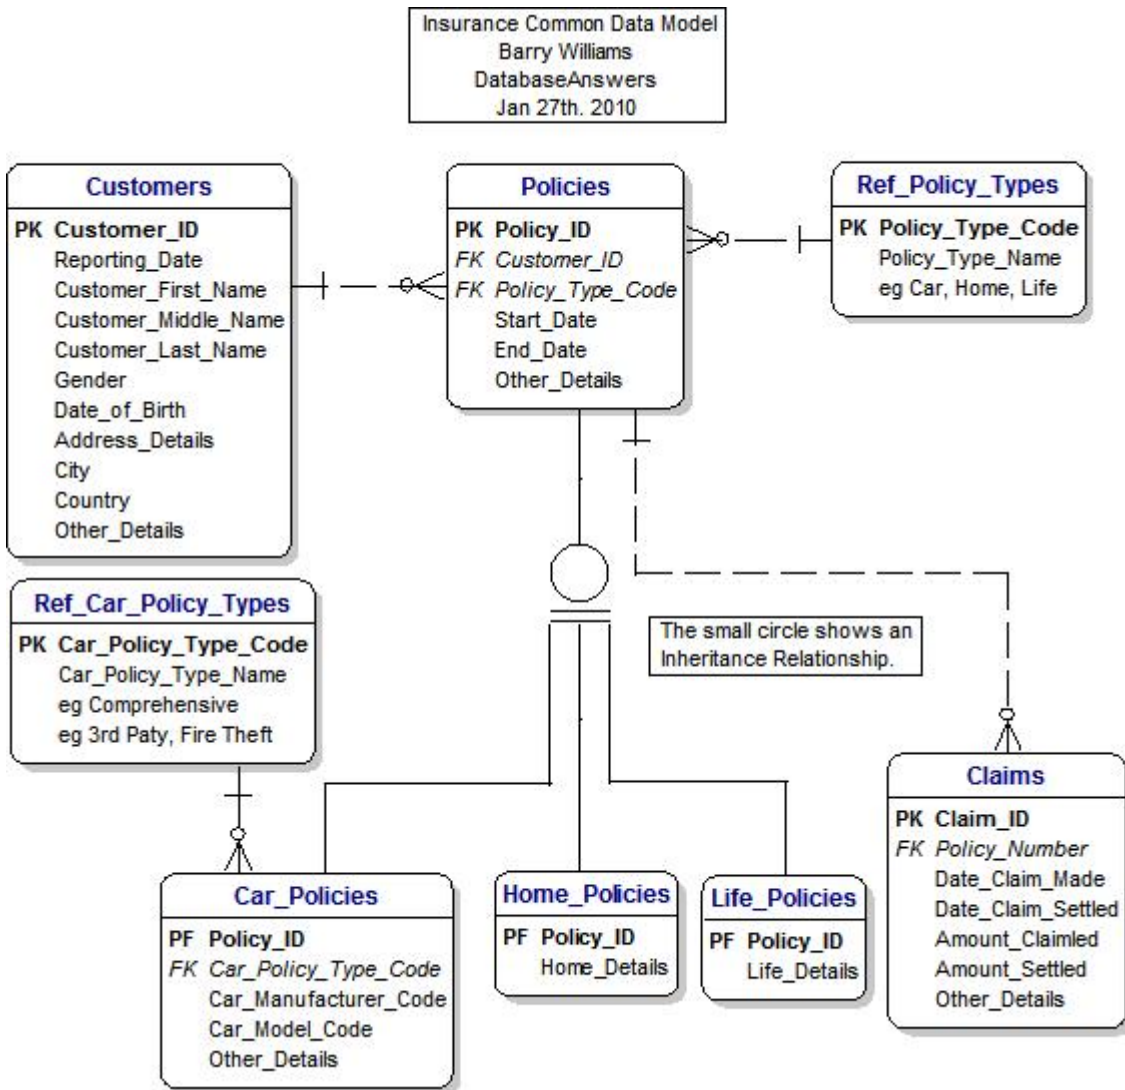 Insurance Common Data Model
Barry Williams
DatabaseAnswers
Jan 27th. 2010
Customers
PK Customer_ID
Reporting_Date
Customer_First_Name
Customer_Middle_Name
Customer_Last_Name
Gender
Date_of_Birth
Address_Details
City
Country
Other_Details
Policies
PK Policy_ID
FK Customer_ID
FK Policy_Type_Code
Start_Date
End_Date
Other_Details
Ref_Policy_Types
PK Policy_Type_Code
Policy_Type_Name
eg Car, Home, Life
Ref_Car_Policy_Types
PK Car_Policy_Type_Code
Car_Policy_Type_Name
eg Comprehensive
eg 3rd Paty, Fire Theft
The small circle shows an
Inheritance Relationship.
Car_Policies
PF Policy_ID
FK Car_Policy_Type_Code
Car_Manufacturer_Code
Car_Model_Code
Other_Details
Home_Policies
PF Policy_ID
Home_Details
Life_Policies
PF Policy_ID
Life_Details
Claims
PK Claim_ID
FK Policy_Number
Date_Claim_Made
Date_Claim_Settled
Amount_Claimled
Amount_Settled
Other_Details